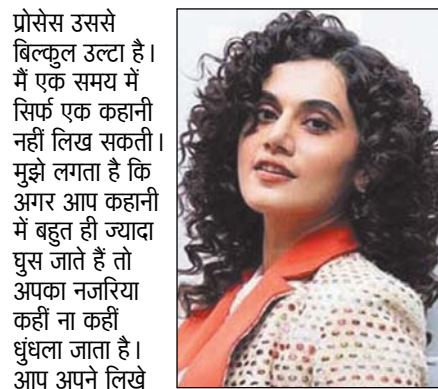 प्रोसेस उससे
बिल्कुल उल्टा है।
मैं एक समय में
सिर्फ एक कहानी
नहीं लिख सकती।
मुझे लगता है कि
अगर आप कहानी
में बहुत ही ज्यादा
घुस जाते हैं तो
अपका नजरिया
कहीं ना कहीं
धुंधला जाता है।
आप अपने लिखे